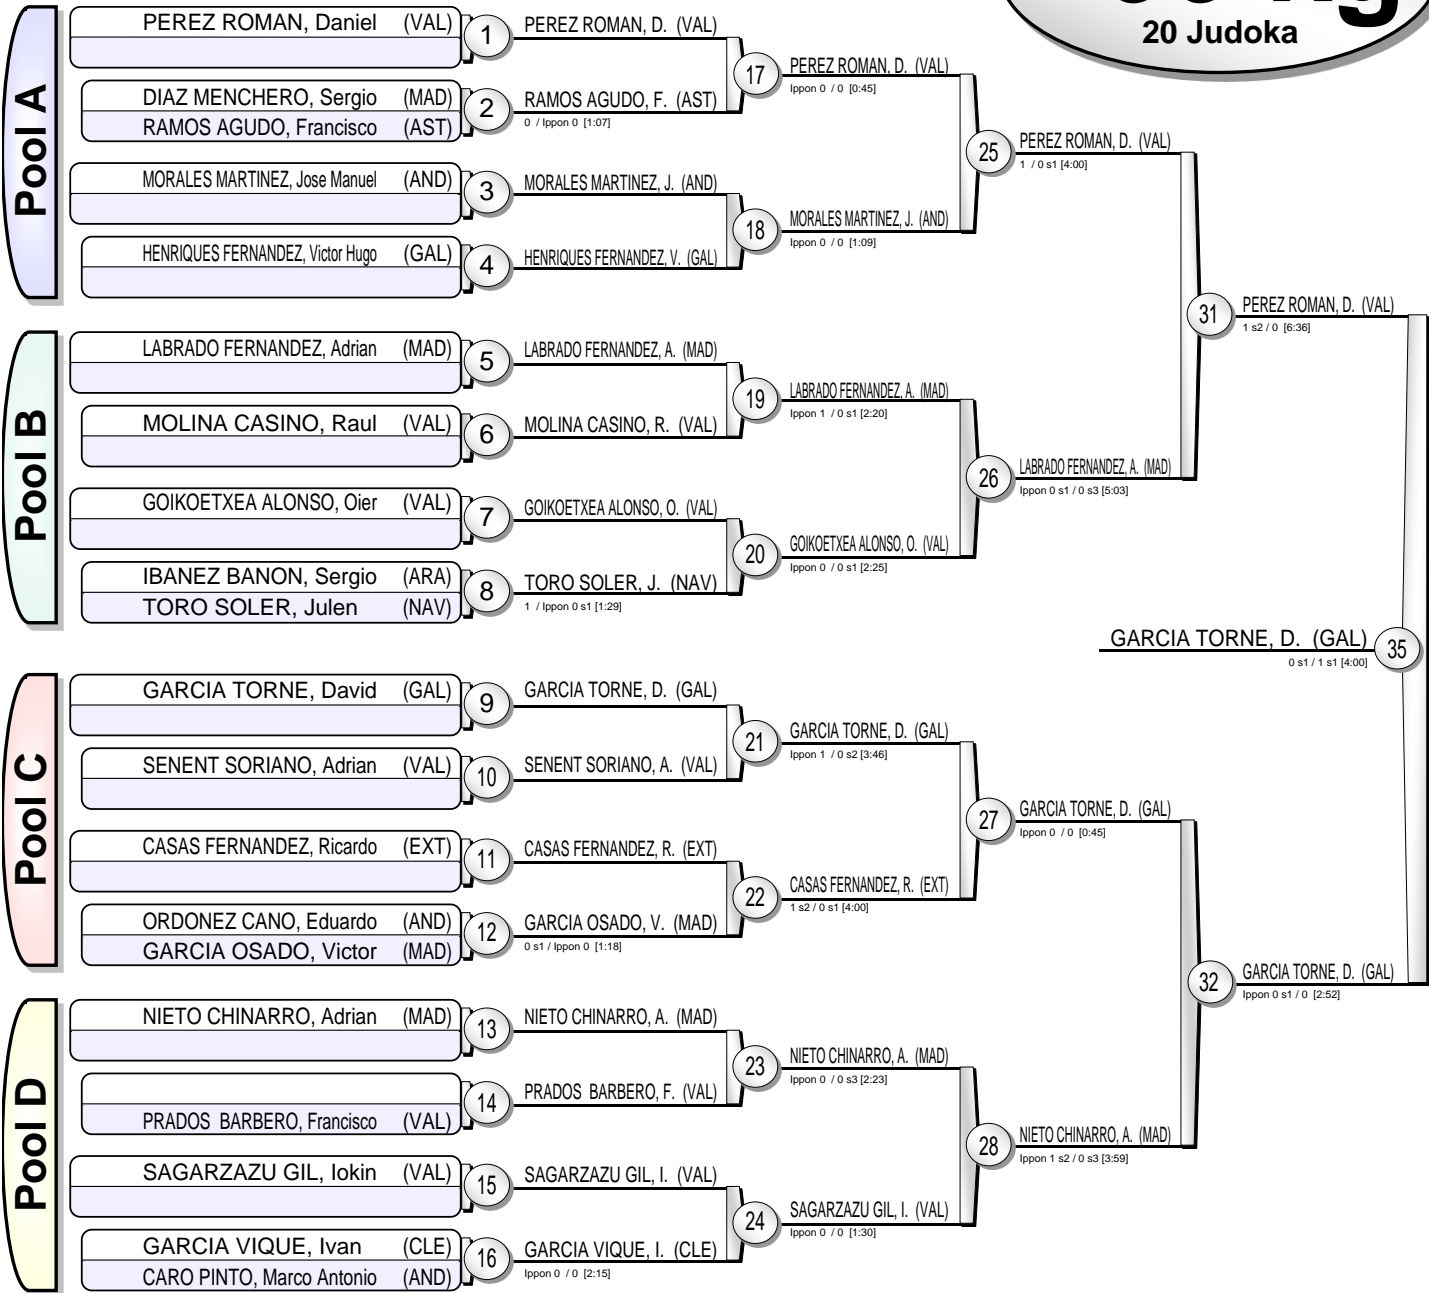 20 Judoka
Pool A
PEREZ ROMAN, Daniel (VAL)
DIAZ MENCHERO, Sergio (MAD)
RAMOS AGUDO, Francisco (AST)
MORALES MARTINEZ, Jose Manuel (AND)
HENRIQUES FERNANDEZ, Victor Hugo (GAL)
1
2
3
4
PEREZ ROMAN, D. (VAL)
RAMOS AGUDO, F. (AST)
0 / Ippon 0 [1:07]
MORALES MARTINEZ, J. (AND)
HENRIQUES FERNANDEZ, V. (GAL)
17
18
PEREZ ROMAN, D. (VAL)
Ippon 0 / 0 [0:45]
MORALES MARTINEZ, J. (AND)
Ippon 0 / 0 [1:09]
25
PEREZ ROMAN, D. (VAL)
1 / 0 s1 [4:00]
Pool B
LABRADO FERNANDEZ, Adrian (MAD)
MOLINA CASINO, Raul (VAL)
GOIKOETXEA ALONSO, Oier (VAL)
IBANEZ BANON, Sergio (ARA)
TORO SOLER, Julen (NAV)
5
6
7
8
LABRADO FERNANDEZ, A. (MAD)
MOLINA CASINO, R. (VAL)
GOIKOETXEA ALONSO, O. (VAL)
TORO SOLER, J. (NAV)
1 / Ippon 0 s1 [1:29]
19
20
LABRADO FERNANDEZ, A. (MAD)
Ippon 1 / 0 s1 [2:20]
GOIKOETXEA ALONSO, O. (VAL)
Ippon 0 / 0 s1 [2:25]
26
LABRADO FERNANDEZ, A. (MAD)
Ippon 0 s1 / 0 s3 [5:03]
31
PEREZ ROMAN, D. (VAL)
1 s2 / 0 [6:36]
GARCIA TORNE, D. (GAL)
0 s1 / 1 s1 [4:00]
35
Pool C
GARCIA TORNE, David (GAL)
SENENT SORIANO, Adrian (VAL)
CASAS FERNANDEZ, Ricardo (EXT)
ORDONEZ CANO, Eduardo (AND)
GARCIA OSADO, Victor (MAD)
9
10
11
12
GARCIA TORNE, D. (GAL)
SENENT SORIANO, A. (VAL)
CASAS FERNANDEZ, R. (EXT)
GARCIA OSADO, V. (MAD)
0 s1 / Ippon 0 [1:18]
21
22
GARCIA TORNE, D. (GAL)
Ippon 1 / 0 s2 [3:46]
CASAS FERNANDEZ, R. (EXT)
1 s2 / 0 s1 [4:00]
27
GARCIA TORNE, D. (GAL)
Ippon 0 / 0 [0:45]
Pool D
NIETO CHINARRO, Adrian (MAD)
PRADOS BARBERO, Francisco (VAL)
SAGARZAZU GIL, Iokin (VAL)
GARCIA VIQUE, Ivan (CLE)
CARO PINTO, Marco Antonio (AND)
13
14
15
16
NIETO CHINARRO, A. (MAD)
PRADOS BARBERO, F. (VAL)
SAGARZAZU GIL, I. (VAL)
GARCIA VIQUE, I. (CLE)
Ippon 0 / 0 [2:15]
23
24
NIETO CHINARRO, A. (MAD)
Ippon 0 / 0 s3 [2:23]
SAGARZAZU GIL, I. (VAL)
Ippon 0 / 0 [1:30]
28
NIETO CHINARRO, A. (MAD)
Ippon 1 s2 / 0 s3 [3:59]
32
GARCIA TORNE, D. (GAL)
Ippon 0 s1 / 0 [2:52]